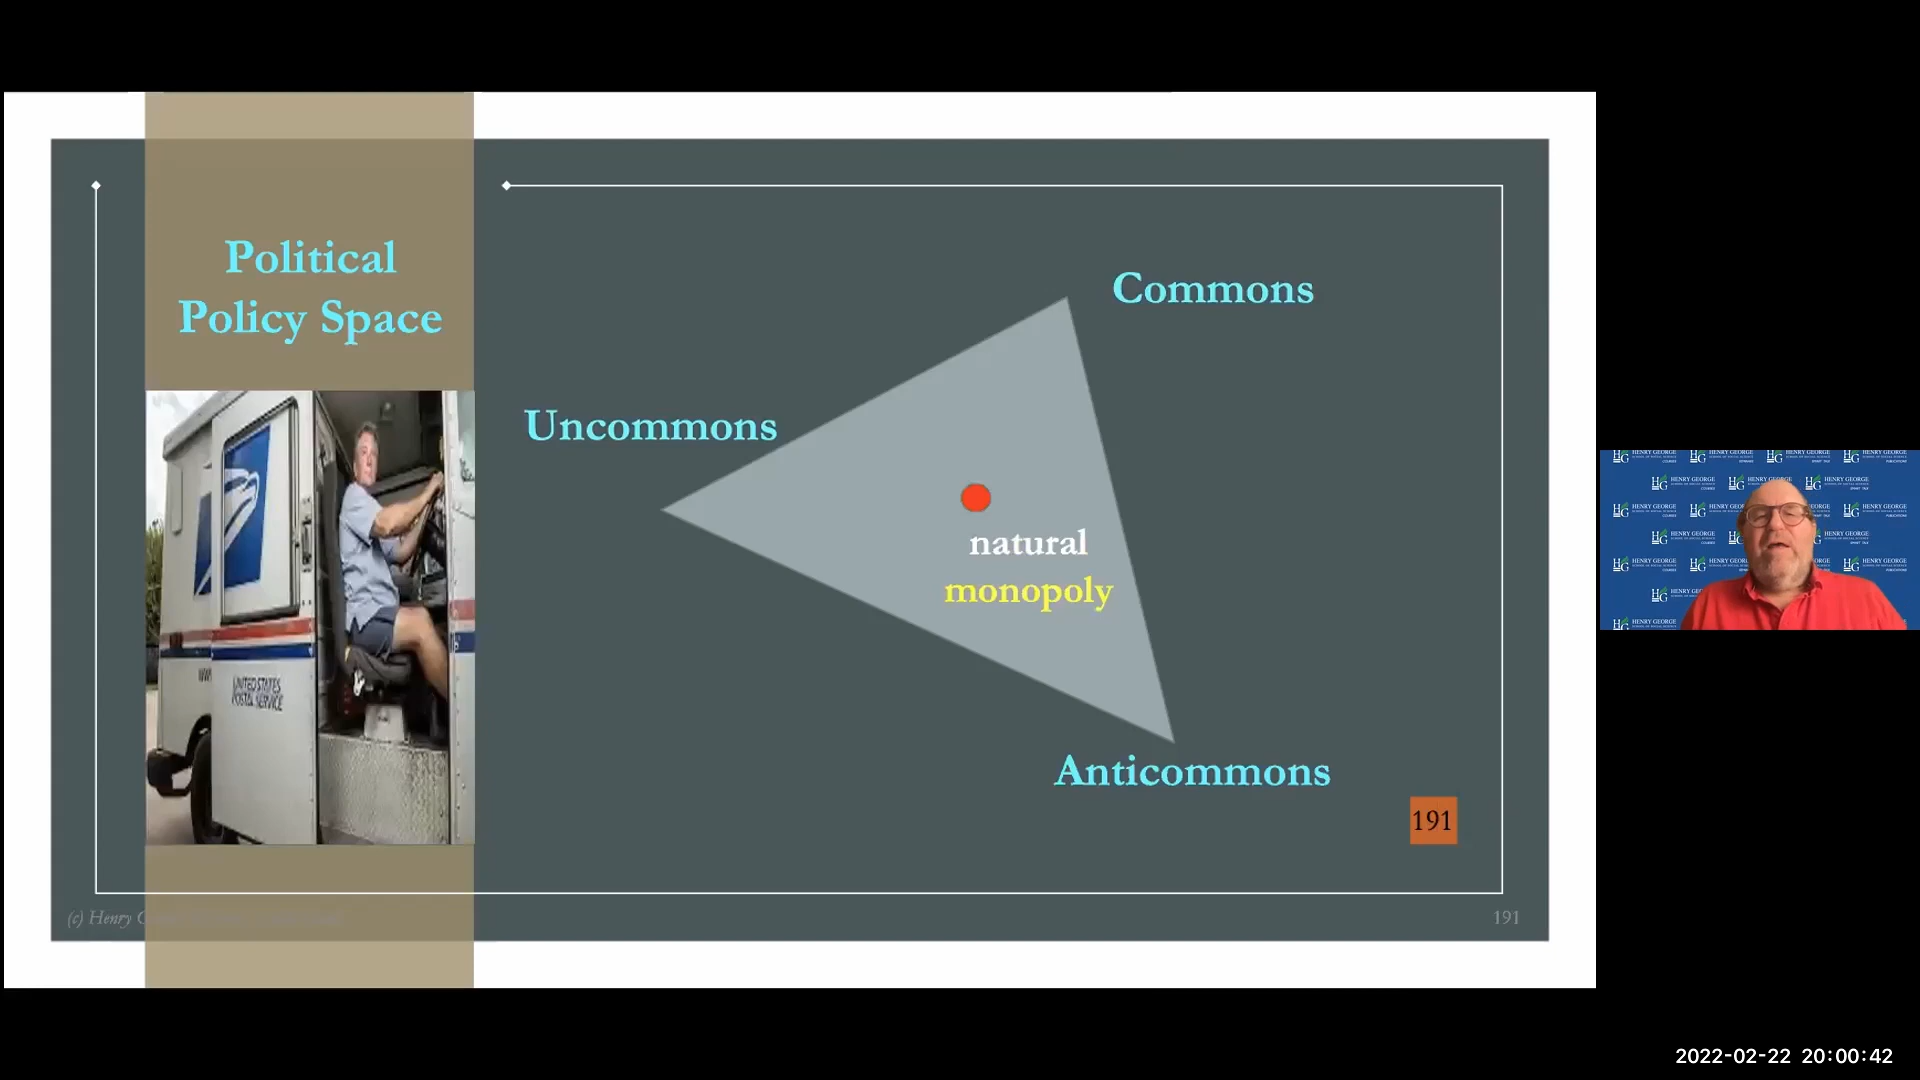 Political
Policy Space
Commons
Uncommons
natural
monopoly
Anticommons
191
(c) Henry
191
UNITED STATES
POSTAL SERVICE
HENRY GEORGE
2022-02-22 20:00:42